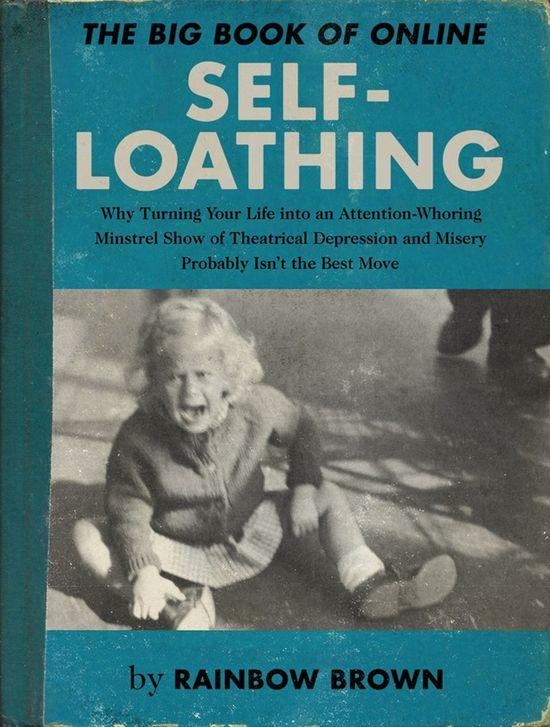 THE BIG BOOK OF ONLINE
SELF-
LOATHING
Why Turning Your Life into an Attention-Whoring
Minstrel Show of Theatrical Depression and Misery
Probably Isn't the Best Move
by RAINBOW BROWN